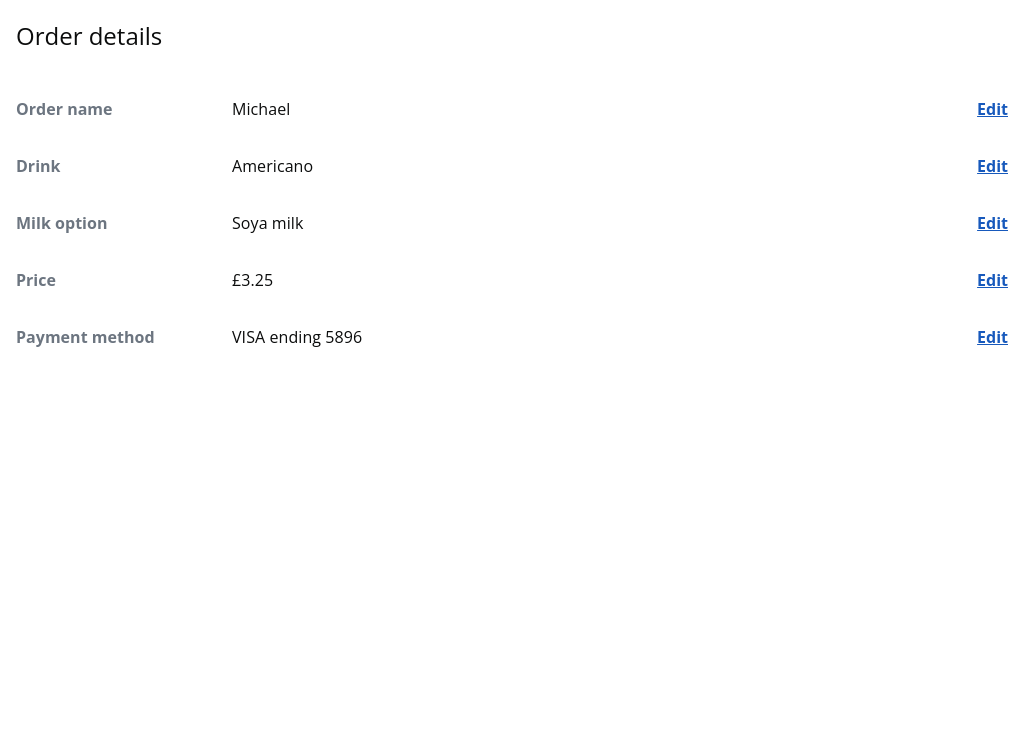 Order details
Order name Michael Edit
Drink Americano Edit
Milk option Soya milk Edit
Price £3.25 Edit
Payment method VISA ending 5896 Edit